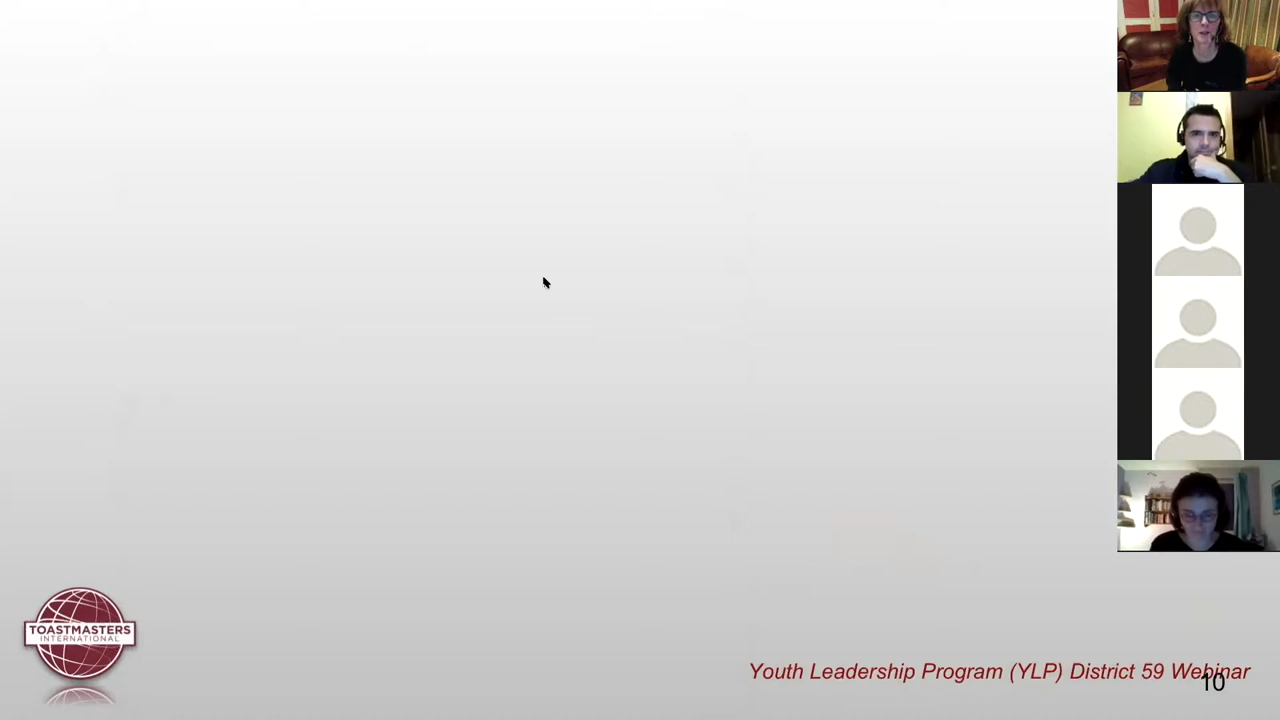 TOASTMASTERS
INTERNATIONAL
Youth Leadership Program (YLP) District 59 Webinar
10